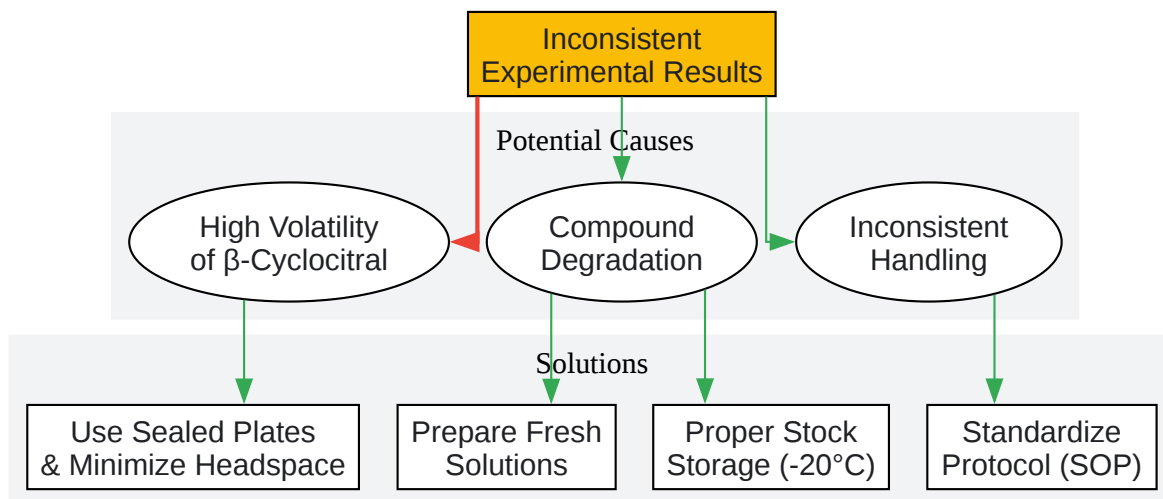 Inconsistent
Experimental Results
Potential Causes
High Volatility
of β-Cyclocitral
Compound
Degradation
Inconsistent
Handling
Solutions
Use Sealed Plates
& Minimize Headspace
Prepare Fresh
Solutions
Proper Stock
Storage (-20°C)
Standardize
Protocol (SOP)